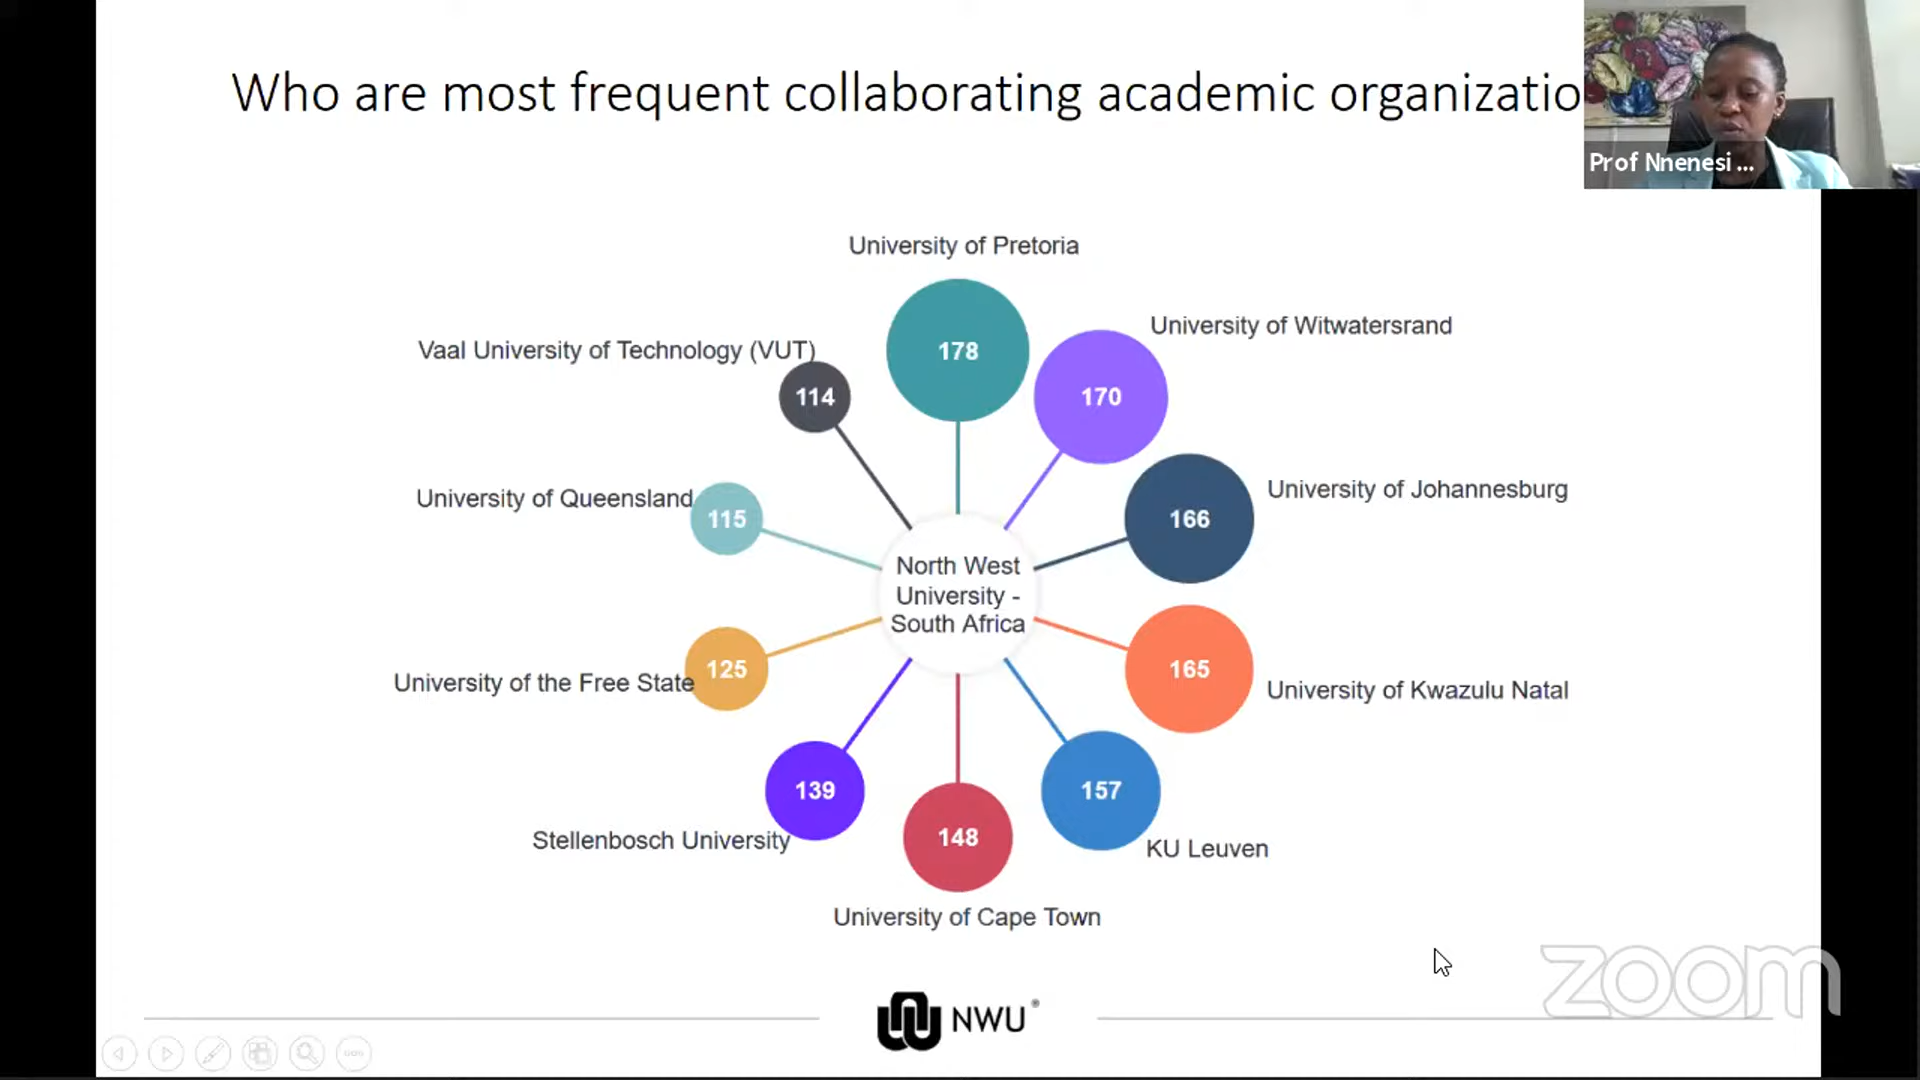 Who are most frequent collaborating academic organizatio
Prof Nnenesi ...
University of Pretoria
178
University of Witwatersrand
170
University of Johannesburg
166
University of Kwazulu Natal
165
KU Leuven
157
University of Cape Town
148
Stellenbosch University
139
University of the Free State
125
University of Queensland
115
Vaal University of Technology (VUT)
114
North West
University -
South Africa
NWU®
zoom